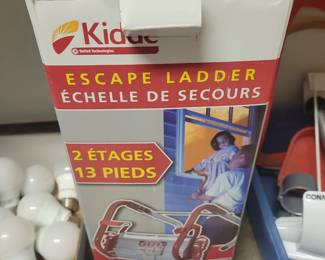 Kidde
United Technologies
ESCAPE LADDER
ÉCHELLE DE SECOURS
2 ÉTAGES
13 PIEDS